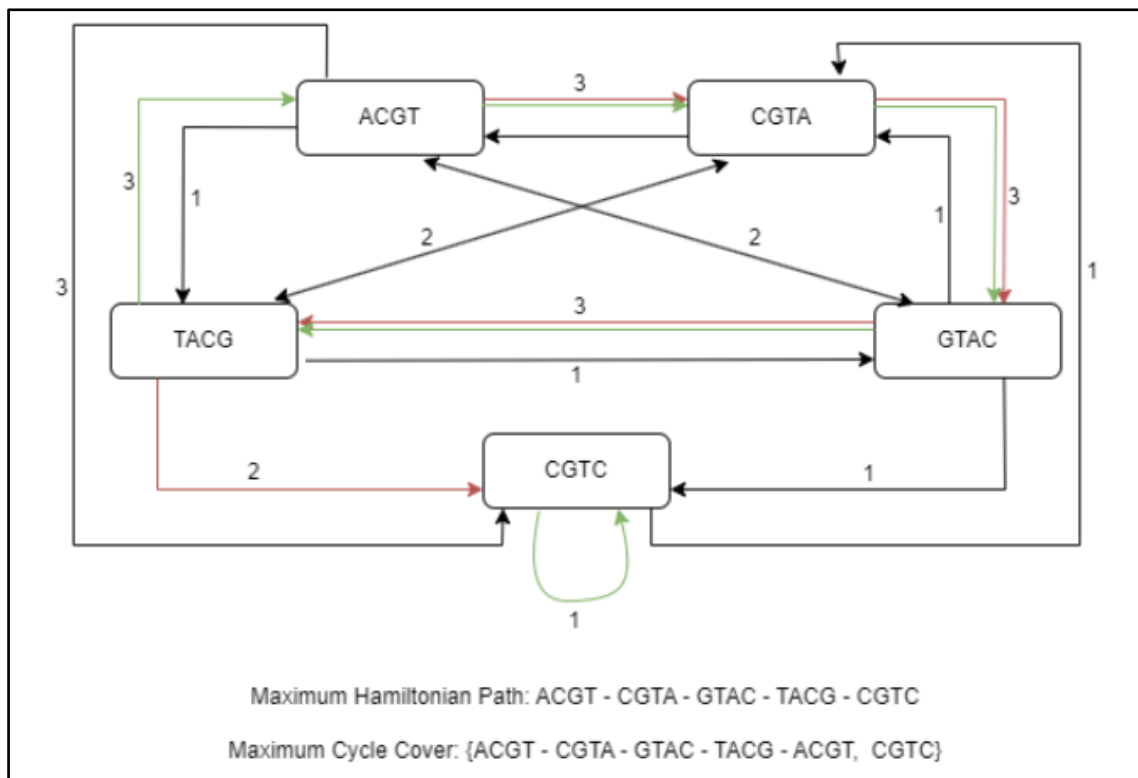 3
ACGT
CGTA
3
1
3
1
2
2
3
1
3
TACG
GTAC
1
2
CGTC
1
1
Maximum Hamiltonian Path: ACGT - CGTA - GTAC - TACG - CGTC
Maximum Cycle Cover: {ACGT - CGTA - GTAC - TACG - ACGT, CGTC}